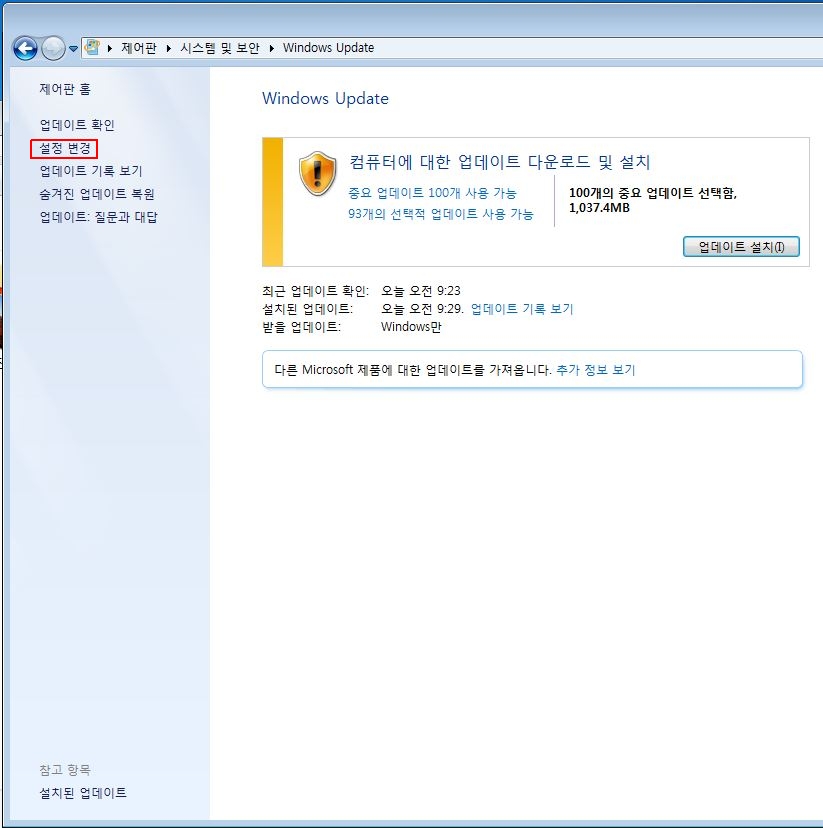 제어판 ▸ 시스템 및 보안 ▸ Windows Update
제어판 홈
업데이트 확인
설정 변경
업데이트 기록 보기
숨겨진 업데이트 복원
업데이트: 질문과 대답
Windows Update
컴퓨터에 대한 업데이트 다운로드 및 설치
중요 업데이트 100개 사용 가능
93개의 선택적 업데이트 사용 가능
100개의 중요 업데이트 선택함,
1,037.4MB
업데이트 설치(I)
최근 업데이트 확인: 오늘 오전 9:23
설치된 업데이트: 오늘 오전 9:29. 업데이트 기록 보기
받을 업데이트: Windows만
다른 Microsoft 제품에 대한 업데이트를 가져옵니다. 추가 정보 보기
참고 항목
설치된 업데이트